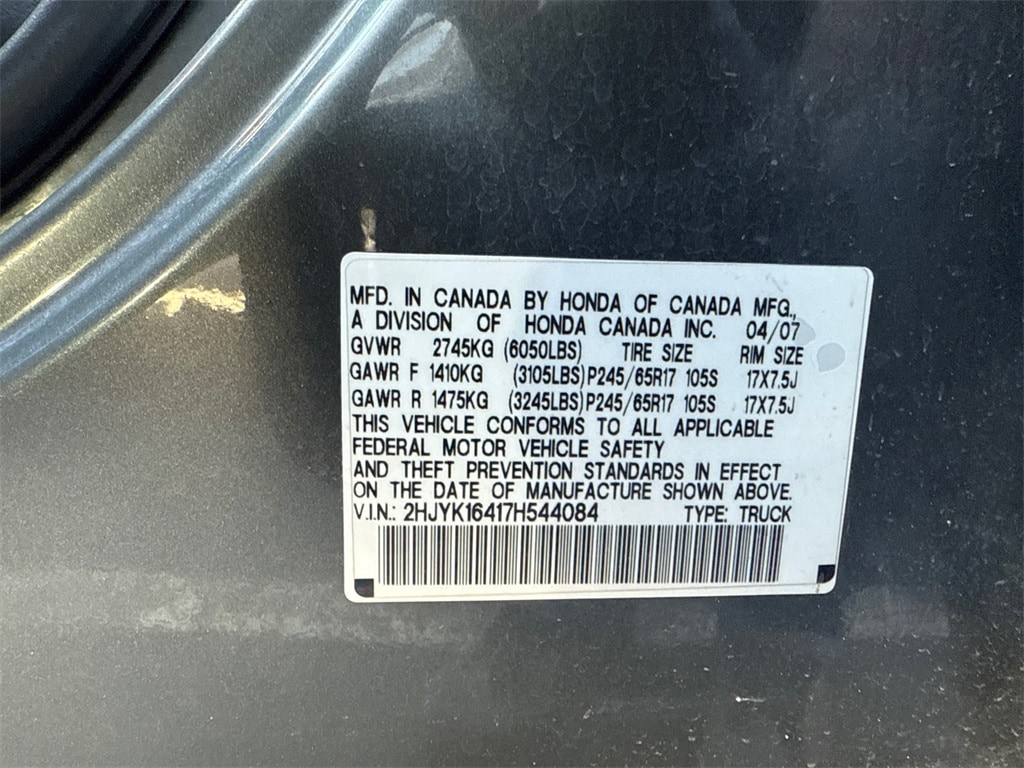 MFD. IN CANADA BY HONDA OF CANADA MFG.,
A DIVISION OF HONDA CANADA INC. 04/07
GVWR 2745KG (6050LBS) TIRE SIZE RIM SIZE
GAWR F 1410KG (3105LBS) P245/65R17 105S 17X7.5J
GAWR R 1475KG (3245LBS) P245/65R17 105S 17X7.5J
THIS VEHICLE CONFORMS TO ALL APPLICABLE
FEDERAL MOTOR VEHICLE SAFETY
AND THEFT PREVENTION STANDARDS IN EFFECT
ON THE DATE OF MANUFACTURE SHOWN ABOVE.
V.I.N.: 2HJYK16417H544084 TYPE: TRUCK